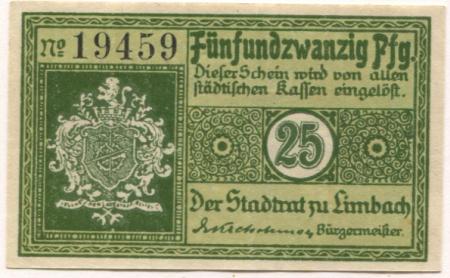 No 19459
Fünfundzwanzig Pfg.
Dieser Schein wird von allen
städtischen Kassen eingelöst.
25
Der Stadtrat zu Limbach
Bürgermeister.